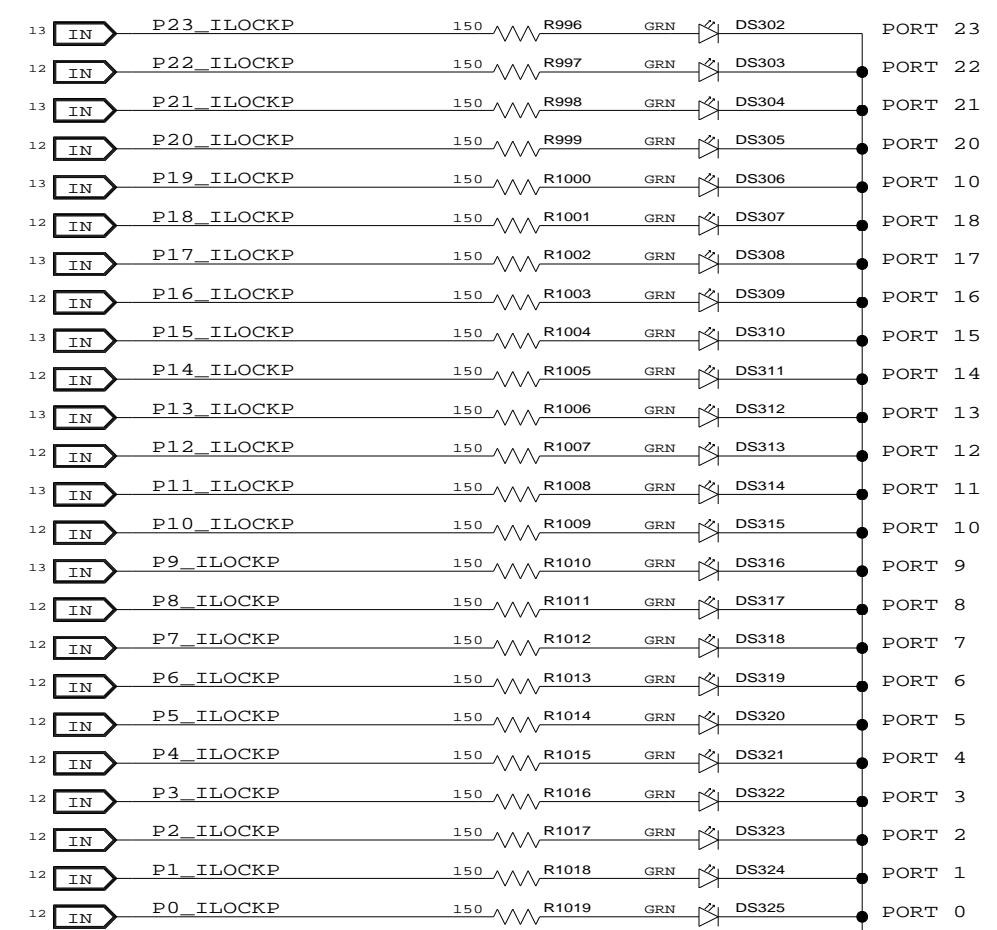 13 IN P23_ILOCKP 150 R996 GRN DS302 PORT 23
12 IN P22_ILOCKP 150 R997 GRN DS303 PORT 22
13 IN P21_ILOCKP 150 R998 GRN DS304 PORT 21
12 IN P20_ILOCKP 150 R999 GRN DS305 PORT 20
13 IN P19_ILOCKP 150 R1000 GRN DS306 PORT 10
12 IN P18_ILOCKP 150 R1001 GRN DS307 PORT 18
13 IN P17_ILOCKP 150 R1002 GRN DS308 PORT 17
12 IN P16_ILOCKP 150 R1003 GRN DS309 PORT 16
13 IN P15_ILOCKP 150 R1004 GRN DS310 PORT 15
12 IN P14_ILOCKP 150 R1005 GRN DS311 PORT 14
13 IN P13_ILOCKP 150 R1006 GRN DS312 PORT 13
12 IN P12_ILOCKP 150 R1007 GRN DS313 PORT 12
13 IN P11_ILOCKP 150 R1008 GRN DS314 PORT 11
12 IN P10_ILOCKP 150 R1009 GRN DS315 PORT 10
13 IN P9_ILOCKP 150 R1010 GRN DS316 PORT 9
12 IN P8_ILOCKP 150 R1011 GRN DS317 PORT 8
12 IN P7_ILOCKP 150 R1012 GRN DS318 PORT 7
12 IN P6_ILOCKP 150 R1013 GRN DS319 PORT 6
12 IN P5_ILOCKP 150 R1014 GRN DS320 PORT 5
12 IN P4_ILOCKP 150 R1015 GRN DS321 PORT 4
12 IN P3_ILOCKP 150 R1016 GRN DS322 PORT 3
12 IN P2_ILOCKP 150 R1017 GRN DS323 PORT 2
12 IN P1_ILOCKP 150 R1018 GRN DS324 PORT 1
12 IN P0_ILOCKP 150 R1019 GRN DS325 PORT 0